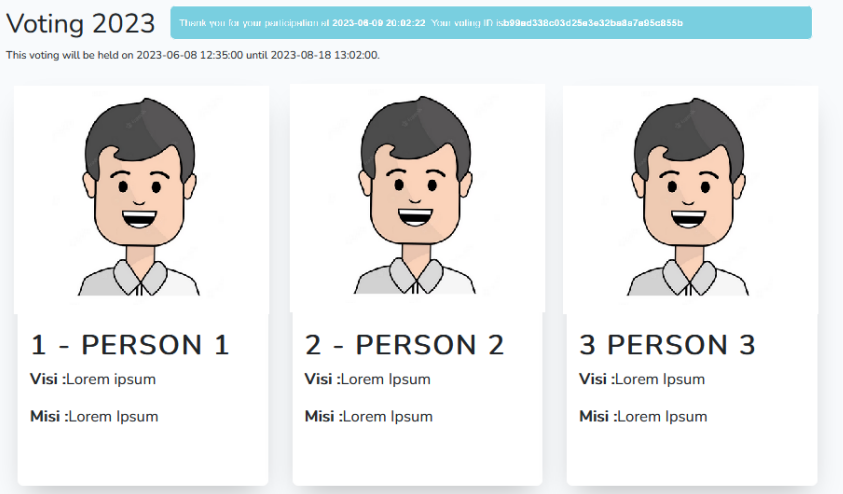 Voting 2023
Thank you for your participation at 2023-06-09 20:02:22 Your voting ID is
This voting will be held on 2023-06-08 12:35:00 until 2023-08-18 13:02:00.
1 - PERSON 1
Visi :Lorem ipsum
Misi :Lorem Ipsum
2 - PERSON 2
Visi :Lorem Ipsum
Misi :Lorem Ipsum
3 PERSON 3
Visi :Lorem Ipsum
Misi :Lorem Ipsum